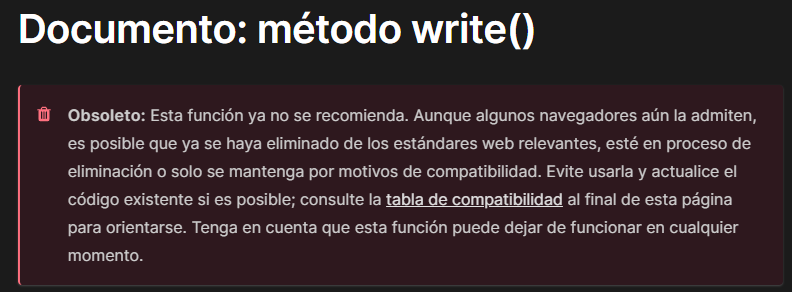 Documento: método write()
Obsoleto: Esta función ya no se recomienda. Aunque algunos navegadores aún la admiten,
es posible que ya se haya eliminado de los estándares web relevantes, esté en proceso de
eliminación o solo se mantenga por motivos de compatibilidad. Evite usarla y actualice el
código existente si es posible; consulte la tabla de compatibilidad al final de esta página
para orientarse. Tenga en cuenta que esta función puede dejar de funcionar en cualquier
momento.